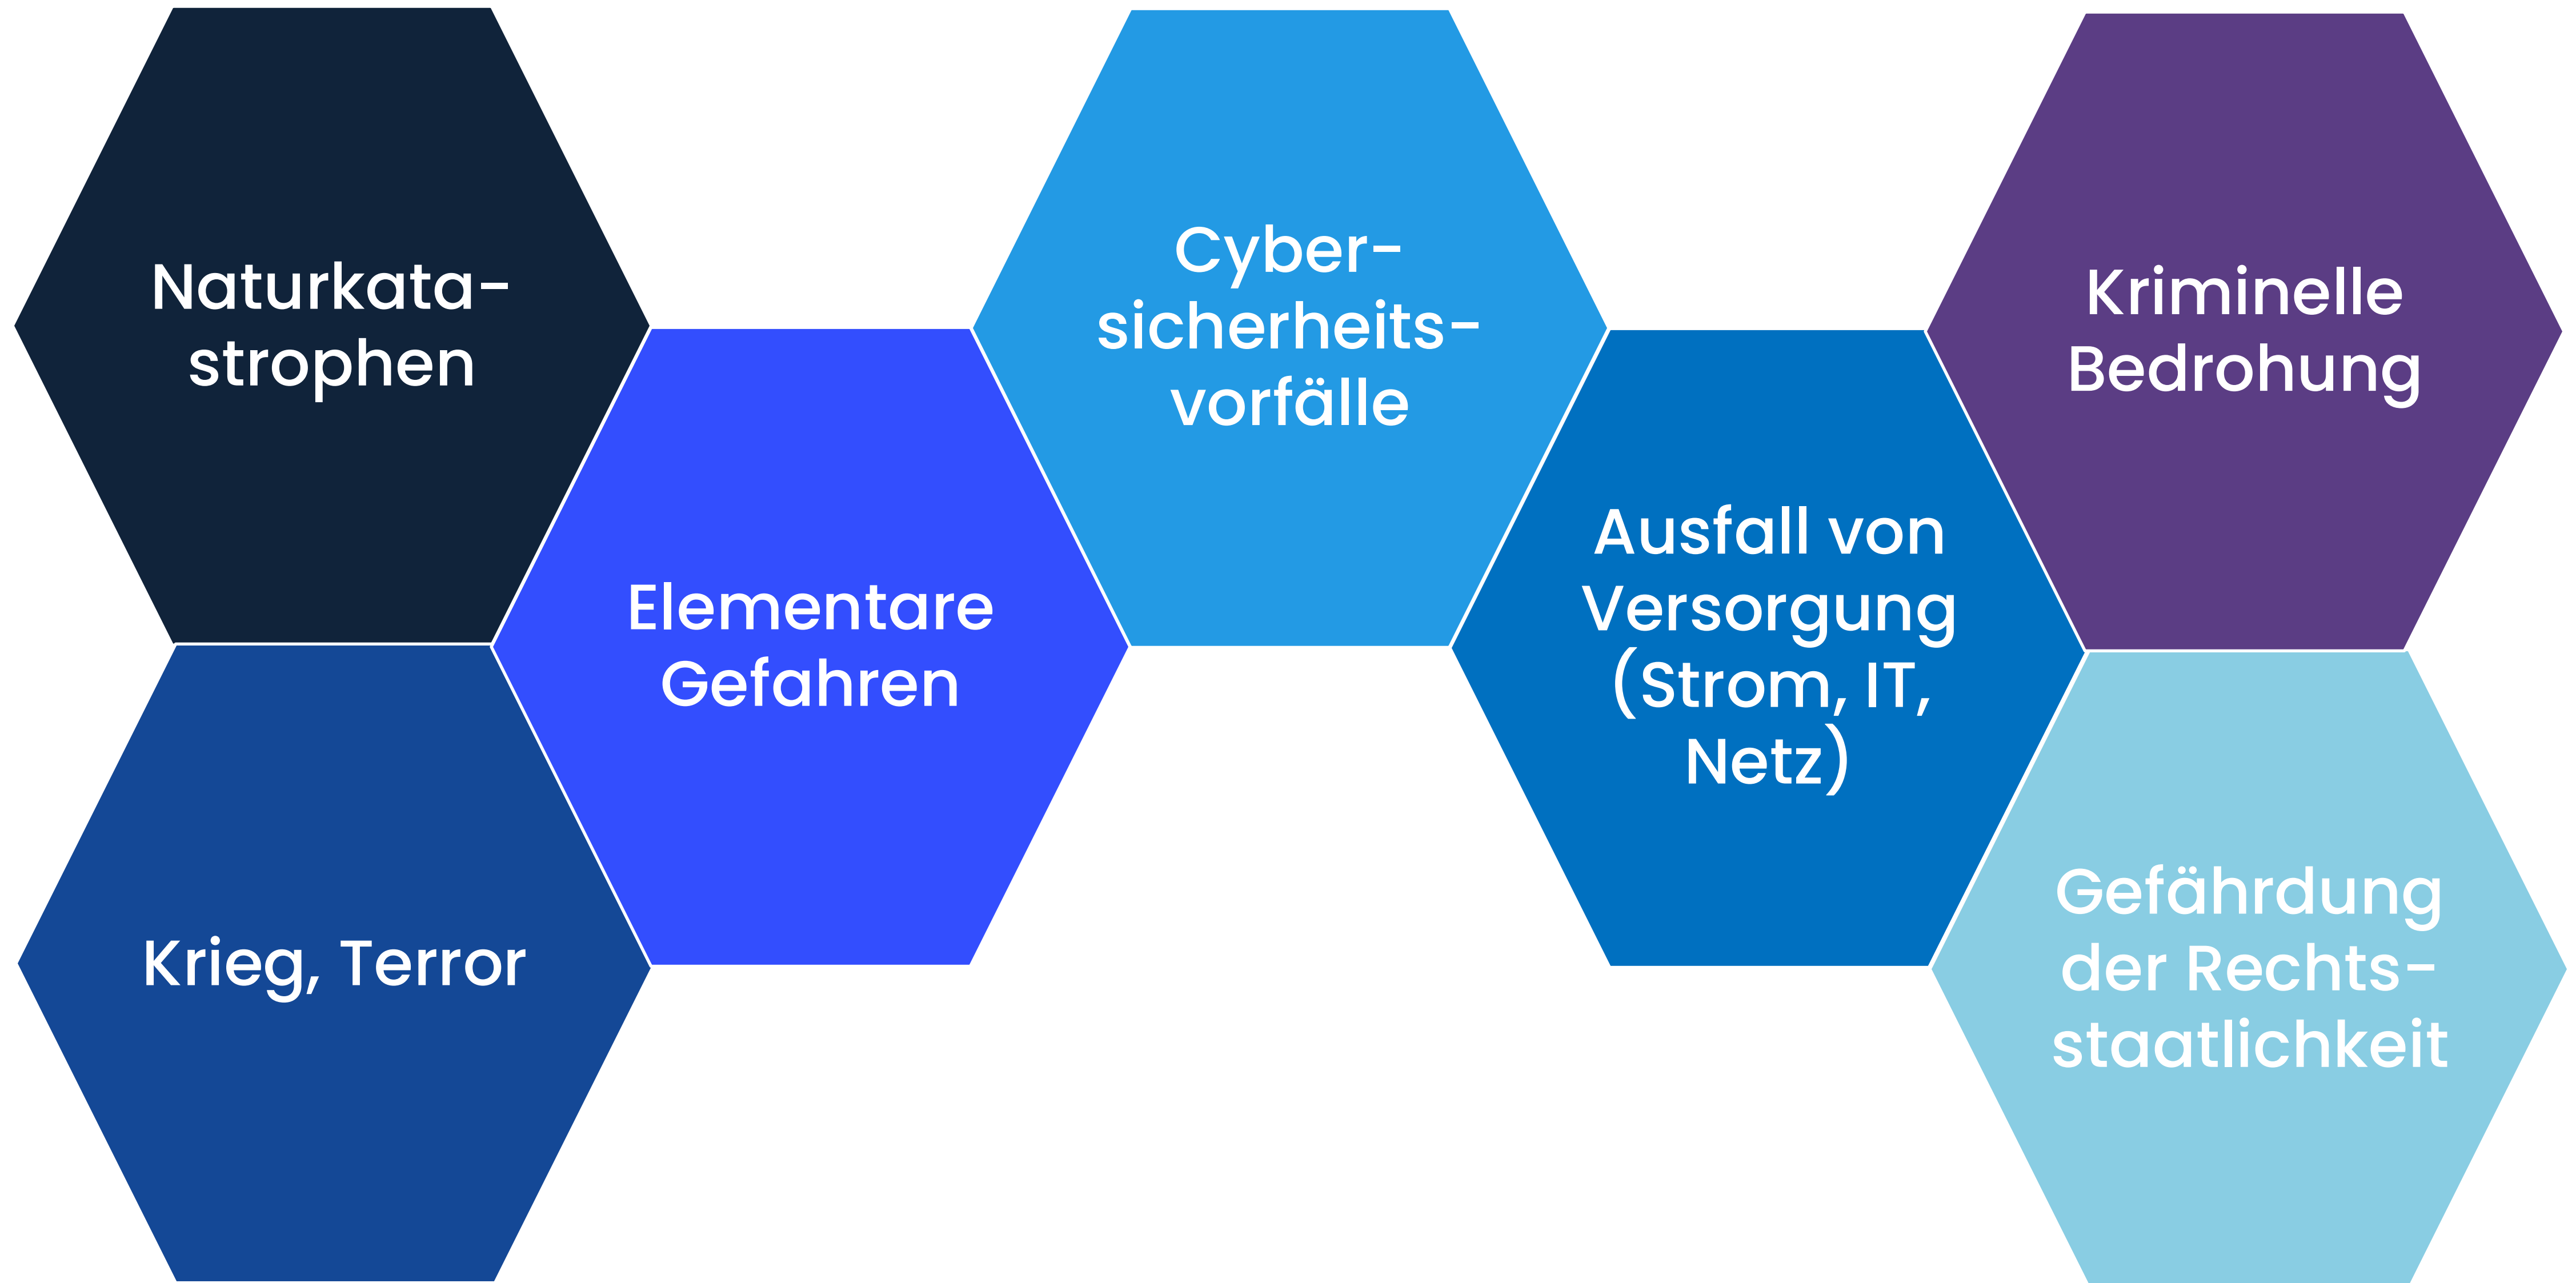 Naturkata-
strophen
Krieg, Terror
Elementare
Gefahren
Cyber-
sicherheits-
vorfälle
Ausfall von
Versorgung
(Strom, IT,
Netz)
Kriminelle
Bedrohung
Gefährdung
der Rechts-
staatlichkeit